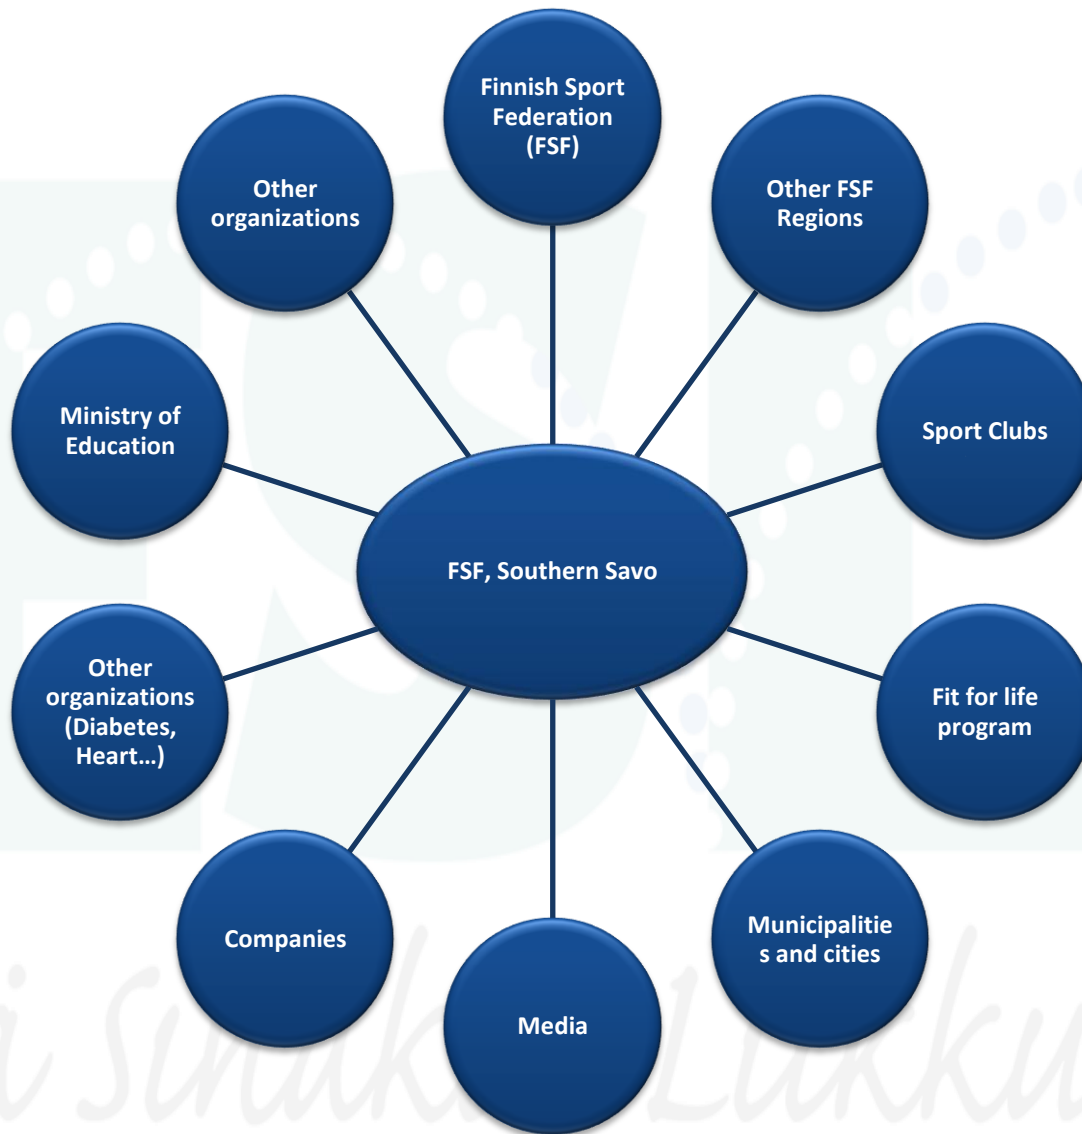 Finnish Sport
Federation
(FSF)
Other
organizations
Other FSF
Regions
Ministry of
Education
Sport Clubs
FSF, Southern Savo
Other
organizations
(Diabetes,
Heart...)
Fit for life
program
Companies
Municipalitie
s and cities
Media